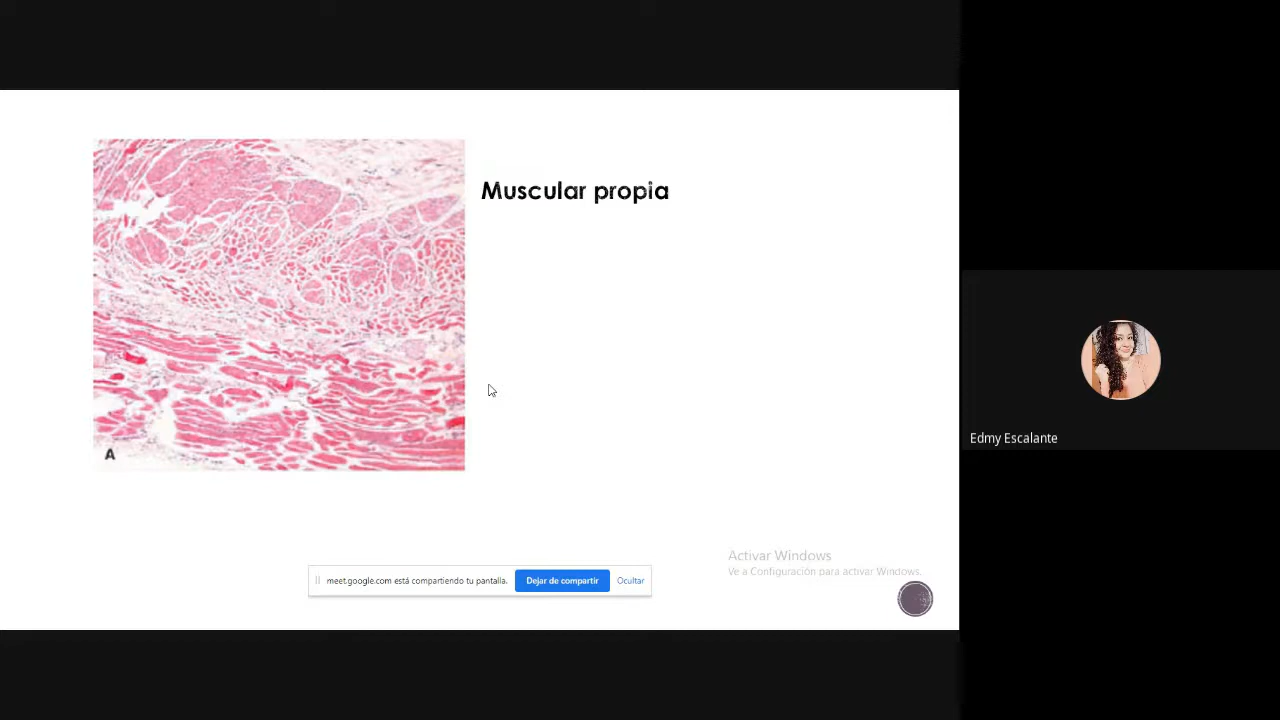 Muscular propia
A
Edmy Escalante
Activar Windows
Ve a Configuración para activar Windows.
meet.google.com está compartiendo tu pantalla.
Dejar de compartir
Ocultar